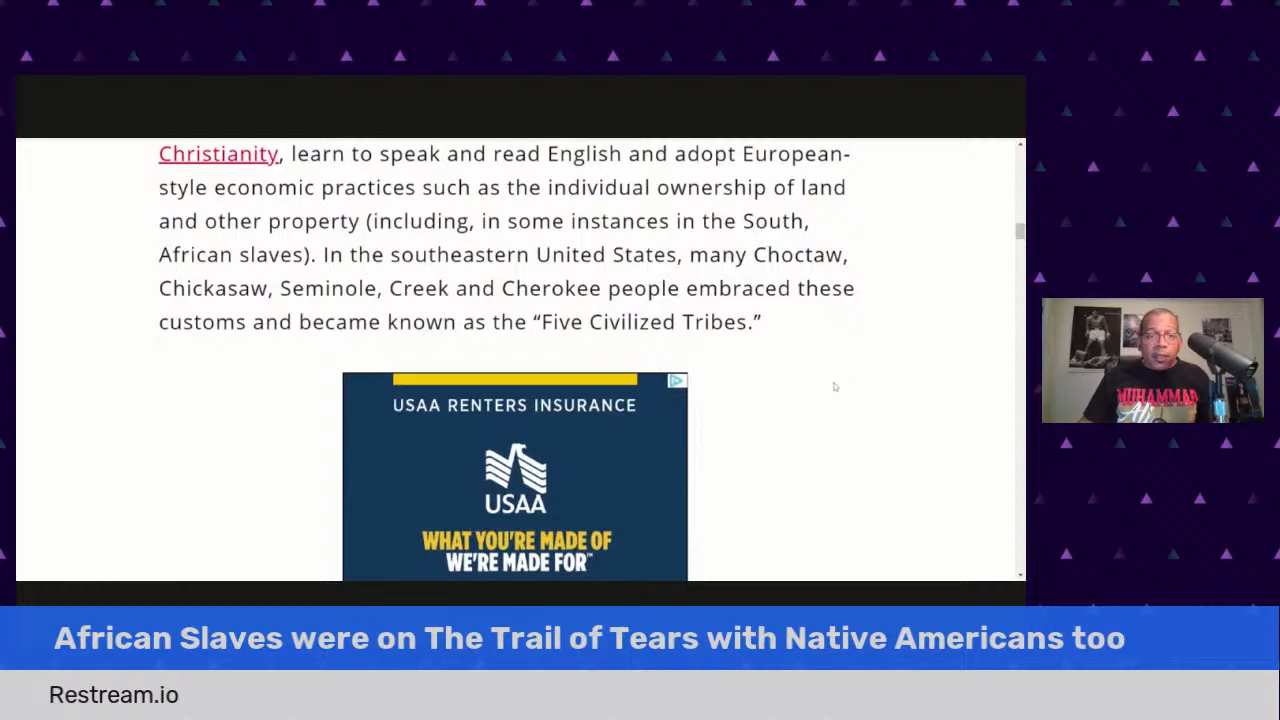 Christianity, learn to speak and read English and adopt European-
style economic practices such as the individual ownership of land
and other property (including, in some instances in the South,
African slaves). In the southeastern United States, many Choctaw,
Chickasaw, Seminole, Creek and Cherokee people embraced these
customs and became known as the “Five Civilized Tribes.”
USAA RENTERS INSURANCE
USAA
WHAT YOU'RE MADE OF
WE'RE MADE FOR™
MUHAMMAD
Ali
African Slaves were on The Trail of Tears with Native Americans too
Restream.io